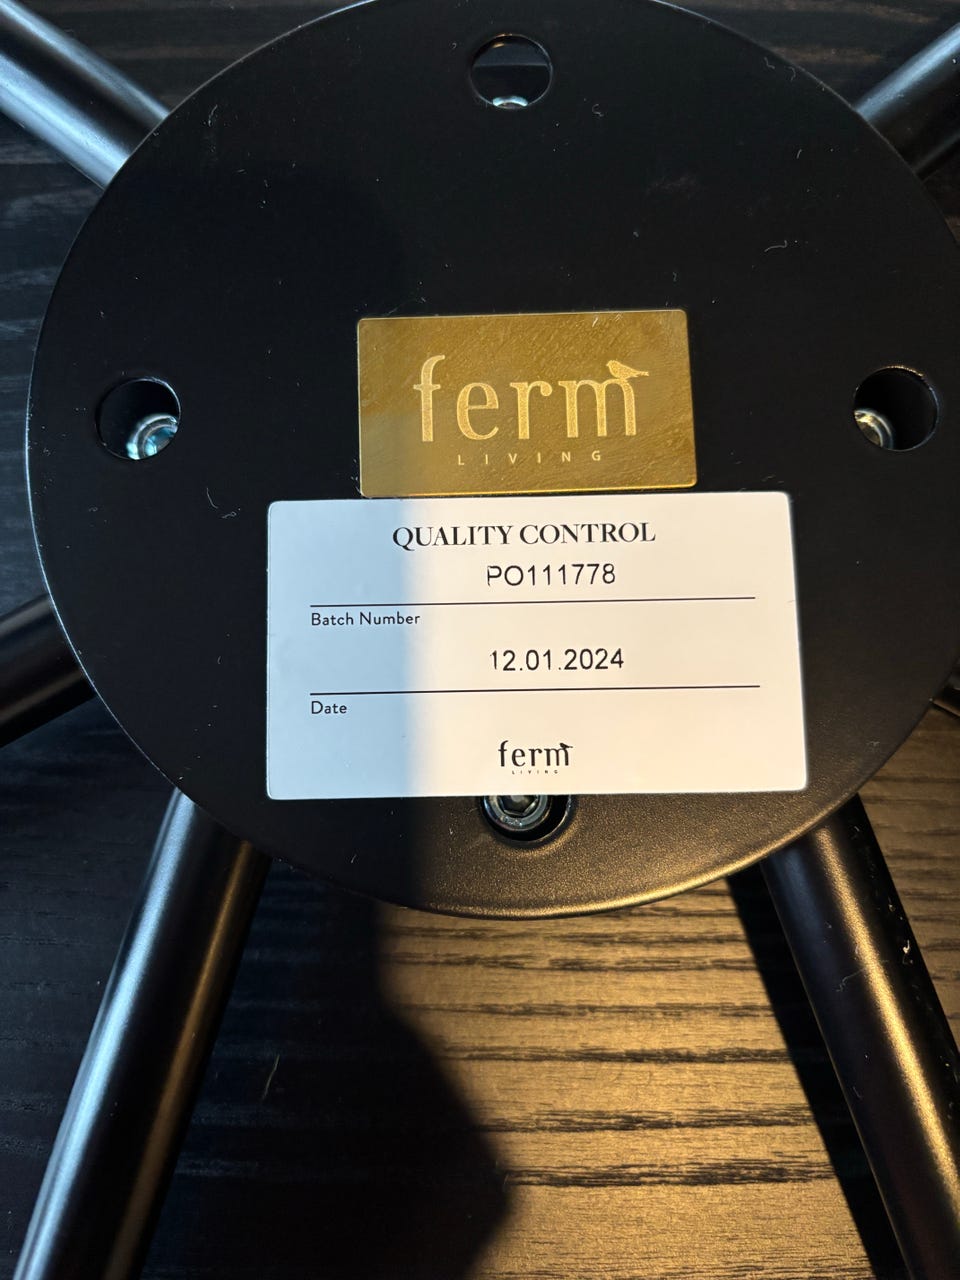 ferm
LIVING
QUALITY CONTROL
PO111778
Batch Number
12.01.2024
Date
ferm
LIVING